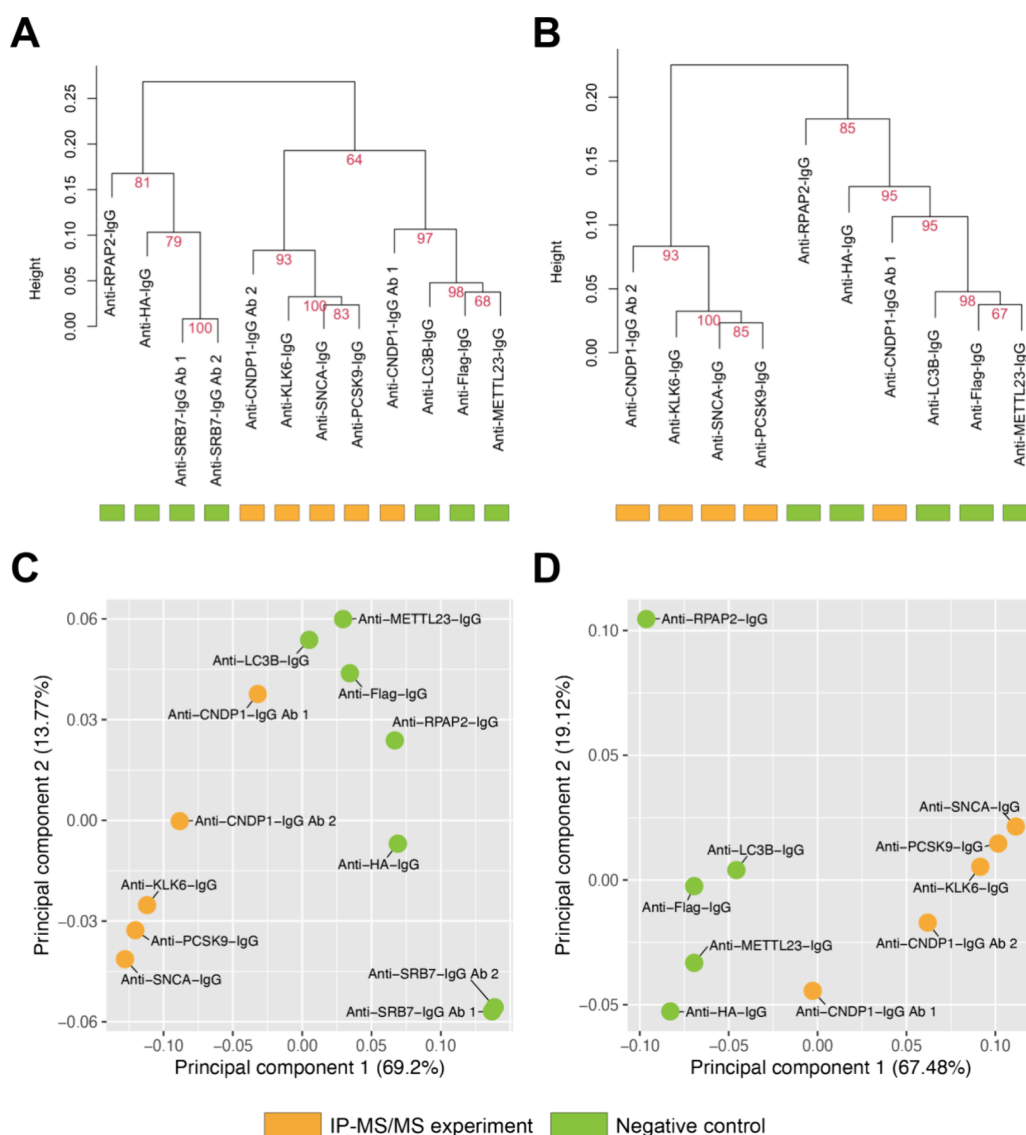 A
Height
0.00
0.05
0.10
0.15
0.20
0.25
81
79
100
64
93
100
83
97
98
68
Anti-RPAP2-IgG
Anti-HA-IgG
Anti-SRB7-IgG Ab 1
Anti-SRB7-IgG Ab 2
Anti-CNDP1-IgG Ab 2
Anti-KLK6-IgG
Anti-SNCA-IgG
Anti-PCSK9-IgG
Anti-CNDP1-IgG Ab 1
Anti-LC3B-IgG
Anti-Flag-IgG
Anti-METTL23-IgG
B
Height
0.00
0.05
0.10
0.15
0.20
93
100
85
85
95
95
98
67
Anti-CNDP1-IgG Ab 2
Anti-KLK6-IgG
Anti-SNCA-IgG
Anti-PCSK9-IgG
Anti-RPAP2-IgG
Anti-HA-IgG
Anti-CNDP1-IgG Ab 1
Anti-LC3B-IgG
Anti-Flag-IgG
Anti-METTL23-IgG
C
Principal component 2 (13.77%)
0.06
0.03
0.00
−0.03
−0.06
Anti−METTL23−IgG
Anti−LC3B−IgG
Anti−Flag−IgG
Anti−CNDP1−IgG Ab 1
Anti−RPAP2−IgG
Anti−CNDP1−IgG Ab 2
Anti−HA−IgG
Anti−KLK6−IgG
Anti−PCSK9−IgG
Anti−SNCA−IgG
Anti−SRB7−IgG Ab 2
Anti−SRB7−IgG Ab 1
−0.10 −0.05 0.00 0.05 0.10
Principal component 1 (69.2%)
D
Principal component 2 (19.12%)
0.10
0.05
0.00
−0.05
Anti−RPAP2−IgG
Anti−SNCA−IgG
Anti−LC3B−IgG
Anti−PCSK9−IgG
Anti−KLK6−IgG
Anti−Flag−IgG
Anti−METTL23−IgG
Anti−CNDP1−IgG Ab 2
Anti−HA−IgG
Anti−CNDP1−IgG Ab 1
−0.10 −0.05 0.00 0.05 0.10
Principal component 1 (67.48%)
IP-MS/MS experiment
Negative control